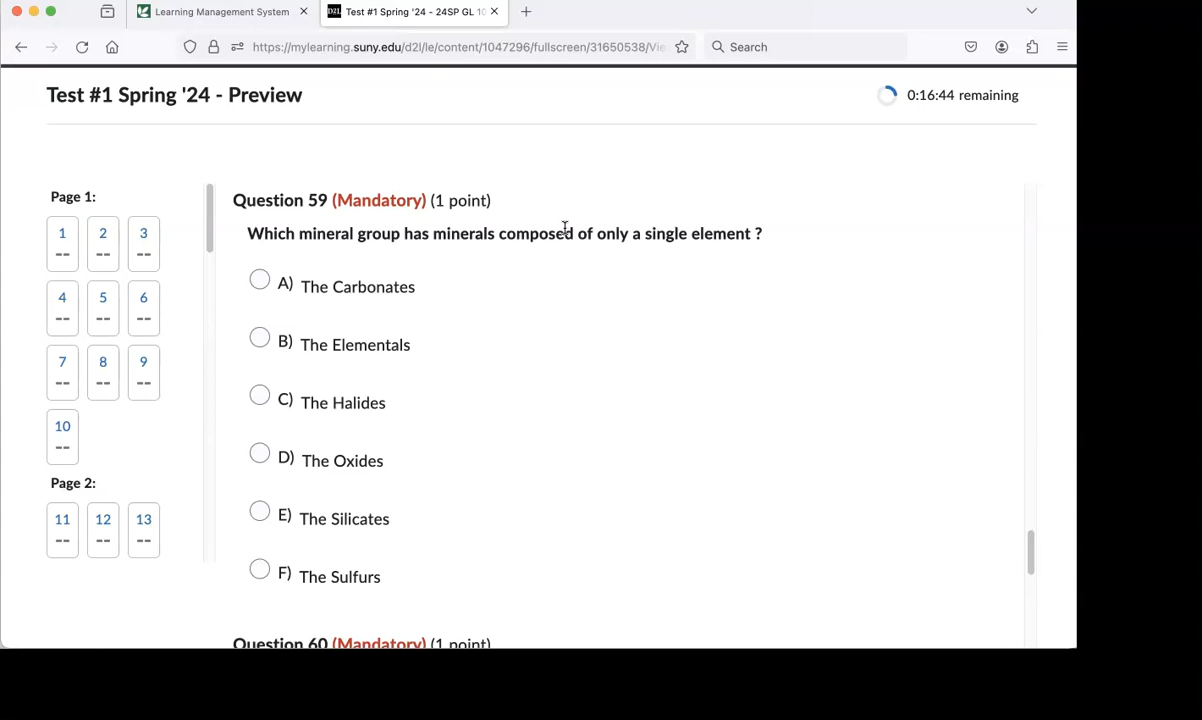 Learning Management System
Test #1 Spring '24 - 24SP GL 10
https://mylearning.suny.edu/d2l/le/content/1047296/fullscreen/31650538/Vie
Search
Test #1 Spring '24 - Preview
0:16:44 remaining
Page 1:
1 2 3
-- -- --
4 5 6
-- -- --
7 8 9
-- -- --
10
--
Page 2:
11 12 13
-- -- --
Question 59 (Mandatory) (1 point)
Which mineral group has minerals composed of only a single element ?
A) The Carbonates
B) The Elementals
C) The Halides
D) The Oxides
E) The Silicates
F) The Sulfurs
Question 60 (Mandatory) (1 point)